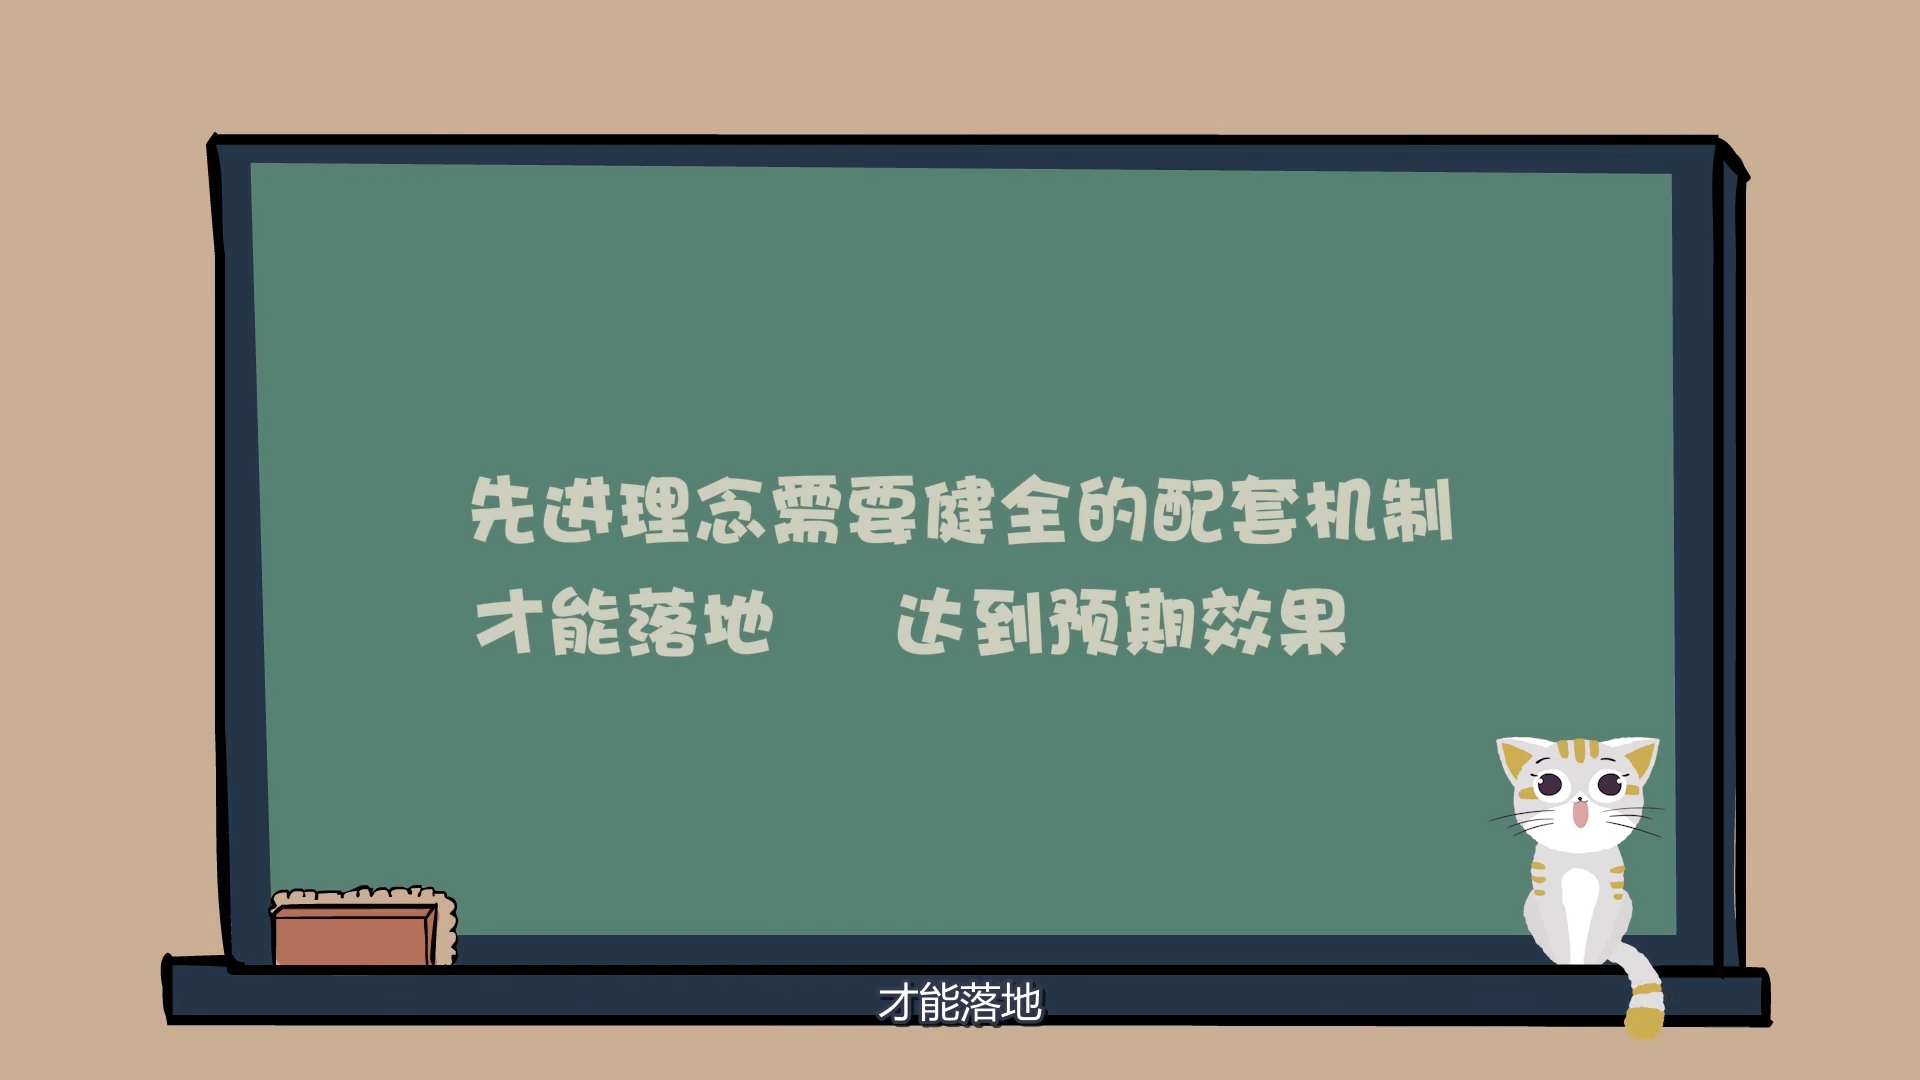 先进理念需要健全的配套机制
才能落地 达到预期效果
才能落地